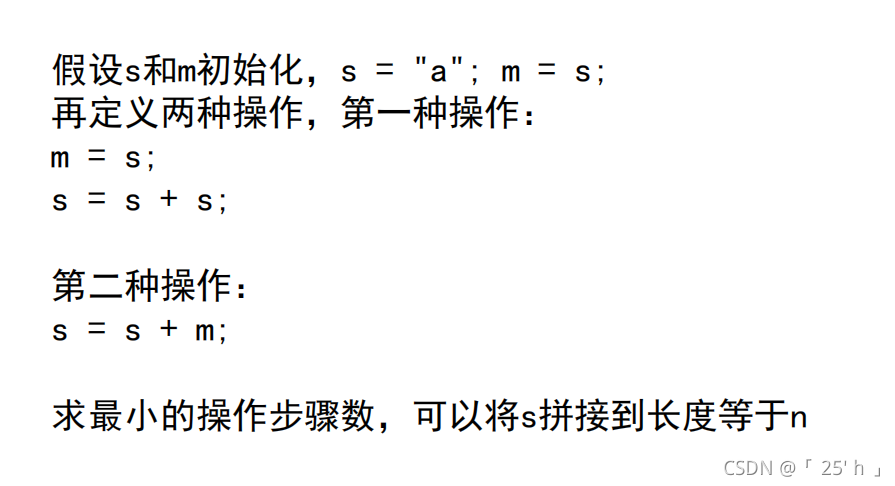 假设s和m初始化，s = "a"; m = s;
再定义两种操作，第一种操作：
m = s;
s = s + s;
第二种操作：
s = s + m;
求最小的操作步骤数，可以将s拼接到长度等于n
CSDN @「 25' h 」